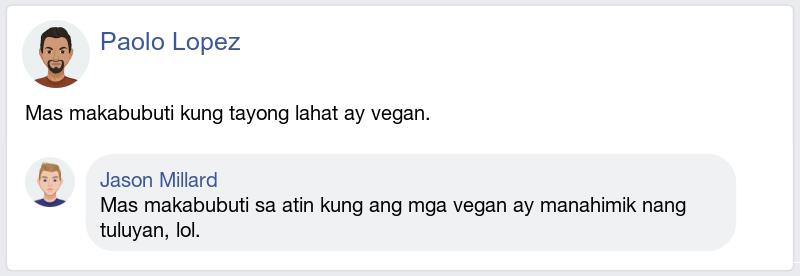 Paolo Lopez
Mas makabubuti kung tayong lahat ay vegan.
Jason Millard
Mas makabubuti sa atin kung ang mga vegan ay manahimik nang
tuluyan, lol.